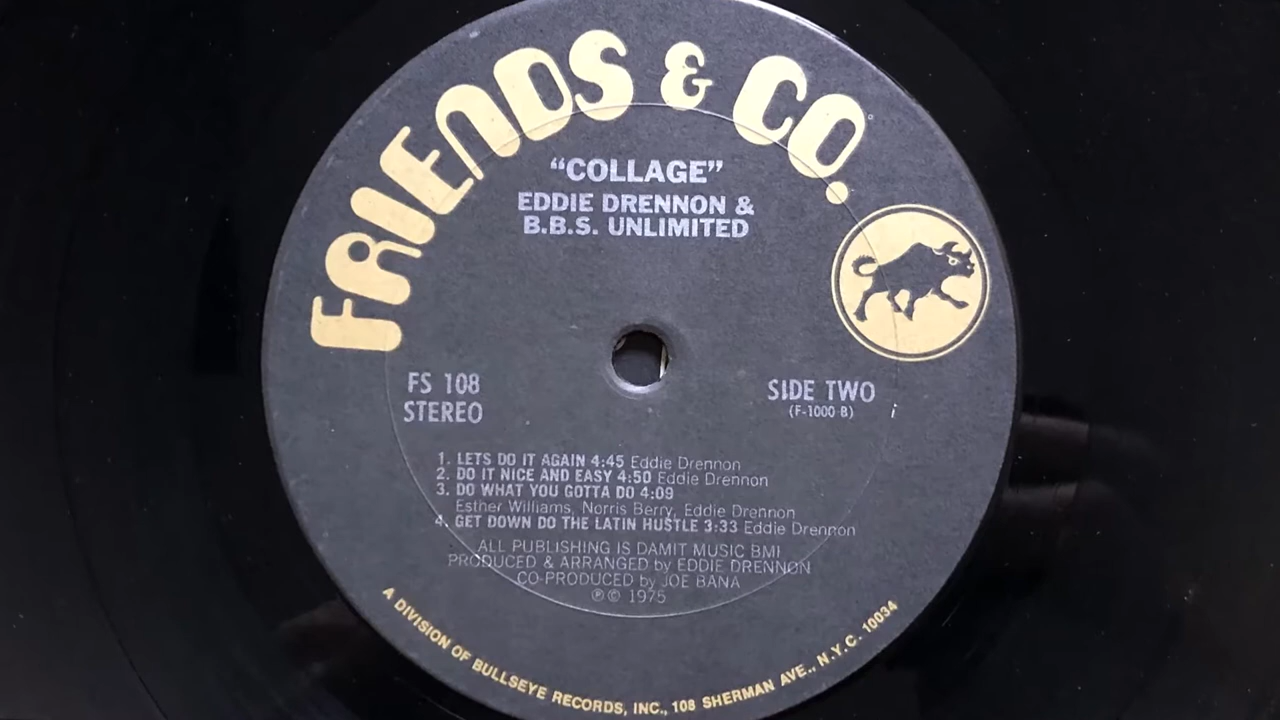 FRIENDS & CO.
“COLLAGE”
EDDIE DRENNON &
B.B.S. UNLIMITED
FS 108
STEREO
SIDE TWO
(F-1000 B)
1. LETS DO IT AGAIN 4:45 Eddie Drennon
2. DO IT NICE AND EASY 4:50 Eddie Drennon
3. DO WHAT YOU GOTTA DO 4:09
Esther Williams, Norris Berry, Eddie Drennon
4. GET DOWN DO THE LATIN HUSTLE 3:33 Eddie Drennon
ALL PUBLISHING IS DAMIT MUSIC BMI
PRODUCED & ARRANGED by EDDIE DRENNON
CO-PRODUCED by JOE BANA
℗© 1975
A DIVISION OF BULLSEYE RECORDS, INC., 108 SHERMAN AVE., N.Y.C. 10034